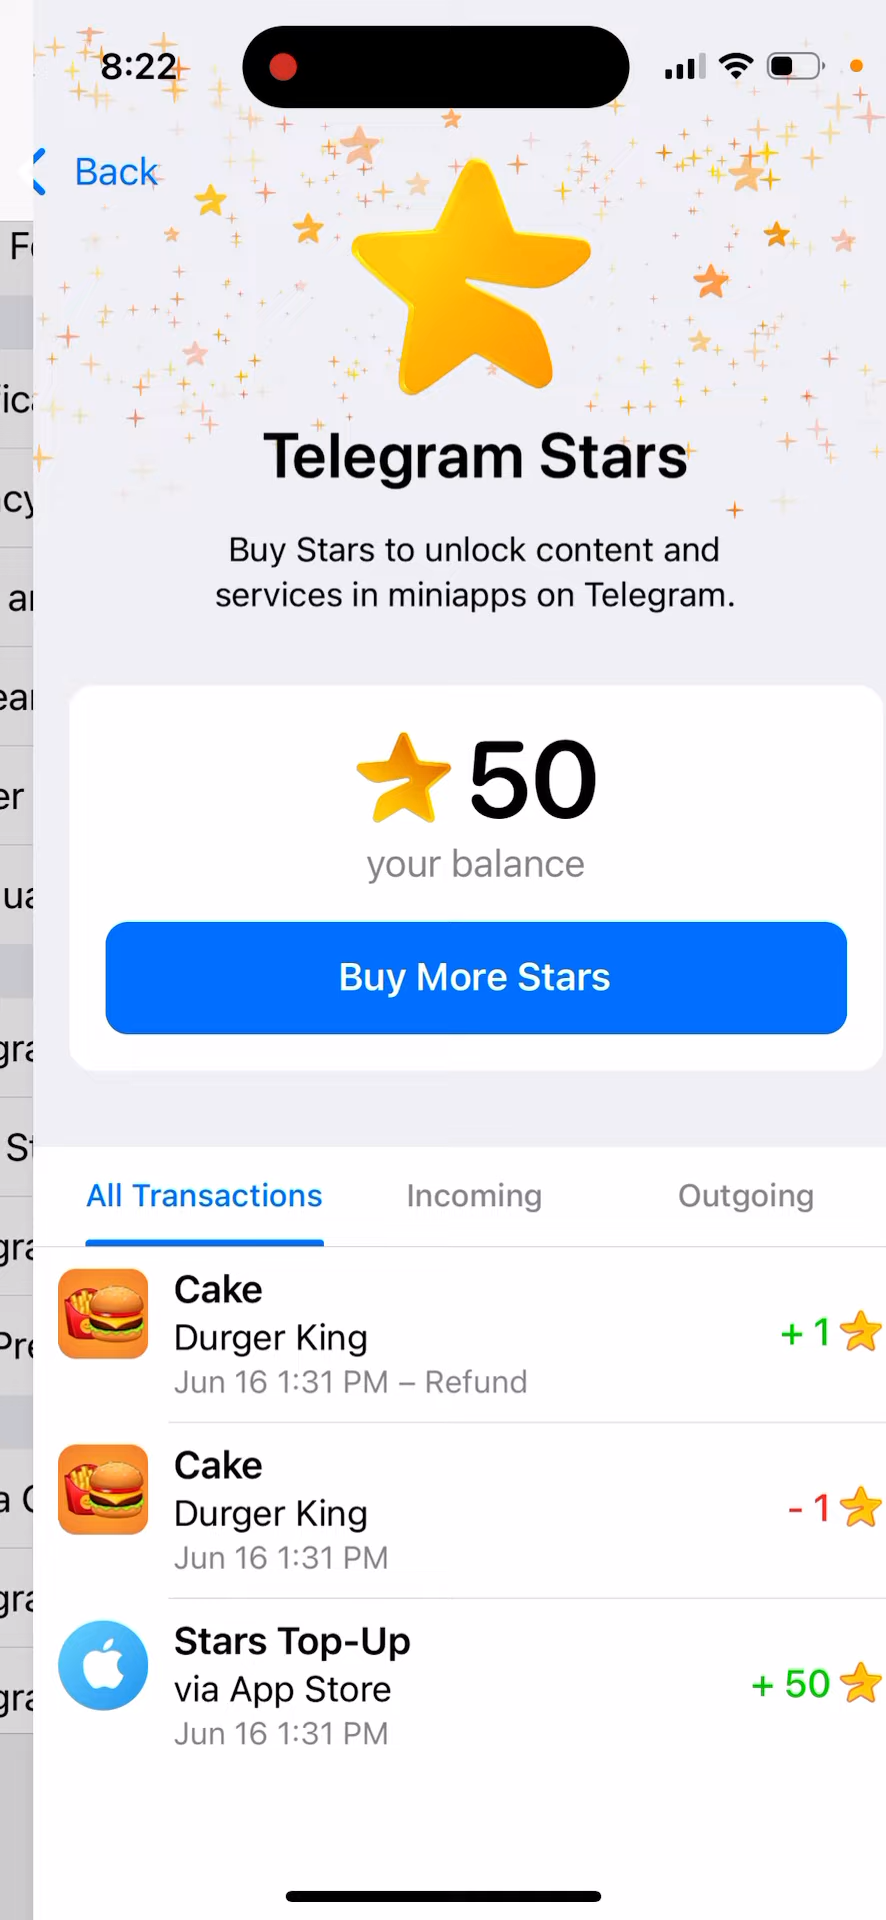 8:22
Back
Telegram Stars
Buy Stars to unlock content and
services in miniapps on Telegram.
50
your balance
Buy More Stars
All Transactions
Incoming
Outgoing
Cake
Durger King
Jun 16 1:31 PM – Refund
+ 1
Cake
Durger King
Jun 16 1:31 PM
- 1
Stars Top-Up
via App Store
Jun 16 1:31 PM
+ 50